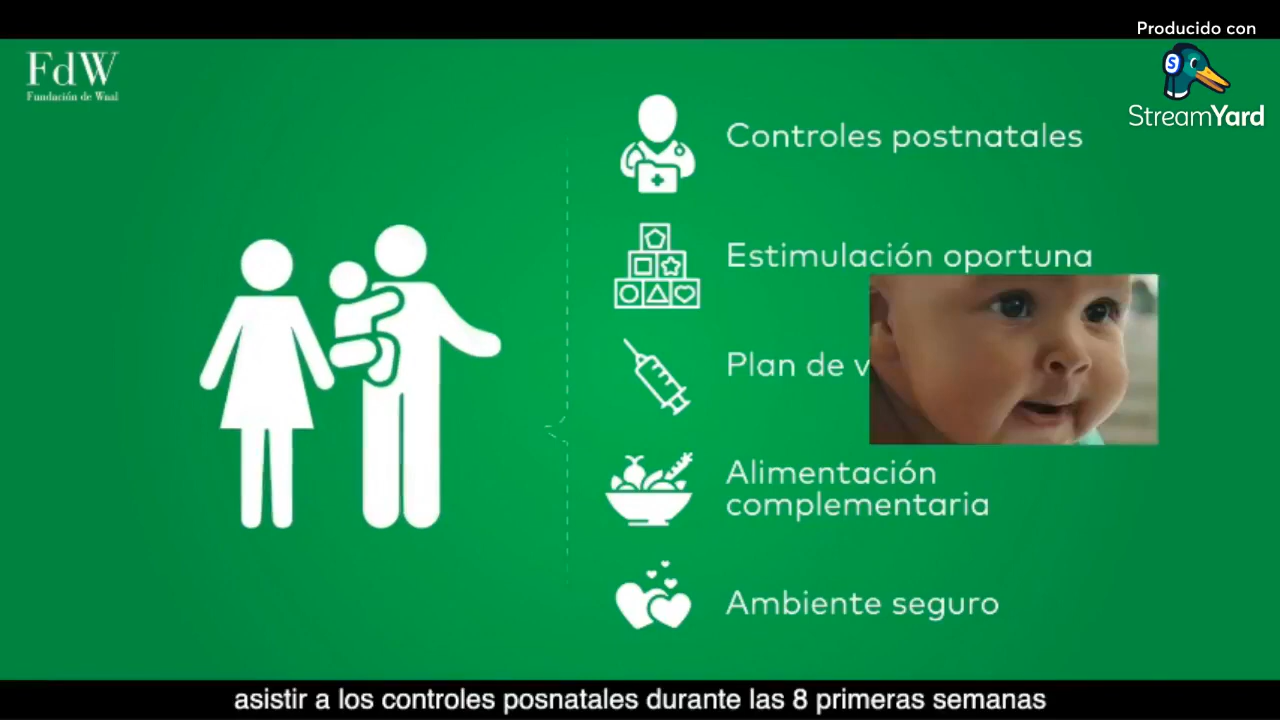 Producido con
StreamYard
FdW
Fundación de Waal
Controles postnatales
Estimulación oportuna
Plan de
Alimentación
complementaria
Ambiente seguro
asistir a los controles posnatales durante las 8 primeras semanas